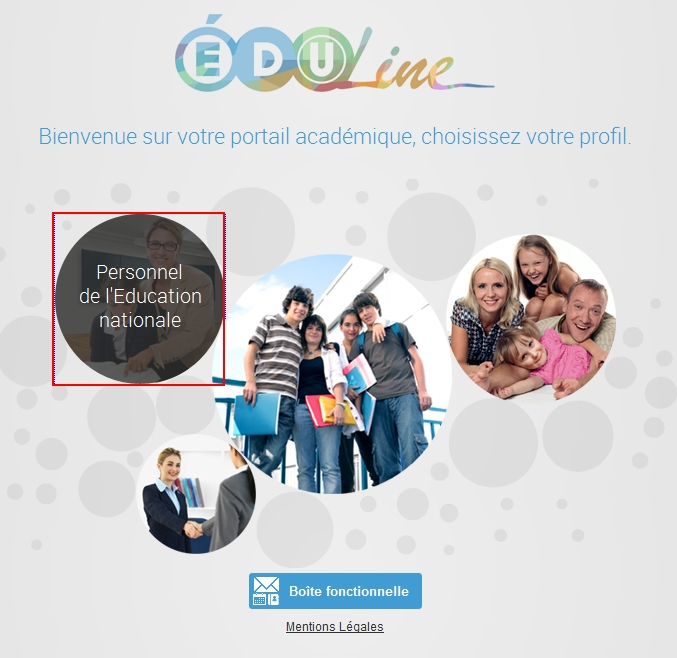 ÉDULine
Bienvenue sur votre portail académique, choisissez votre profil.
Personnel
de l'Education
nationale
Boîte fonctionnelle
Mentions Légales